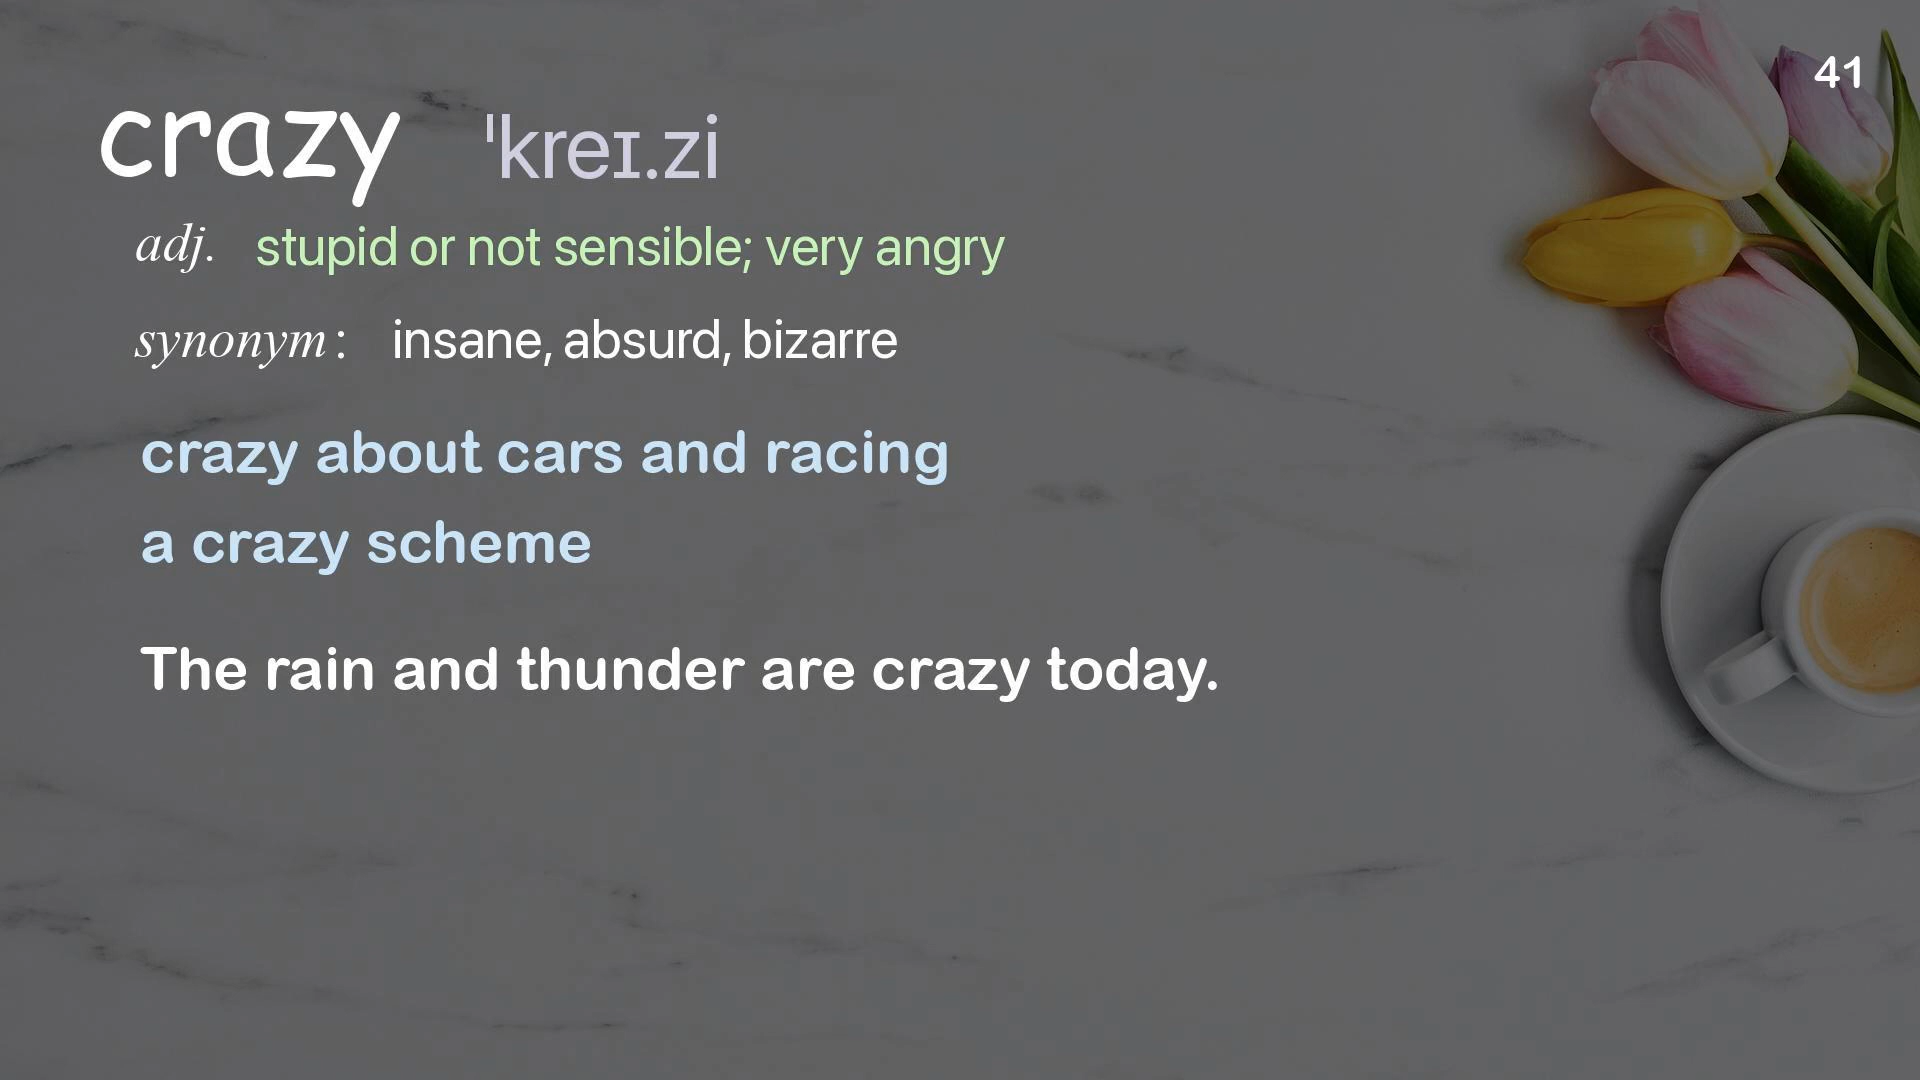 41
crazy ˈkreɪ.zi
adj. stupid or not sensible; very angry
synonym: insane, absurd, bizarre
crazy about cars and racing
a crazy scheme
The rain and thunder are crazy today.